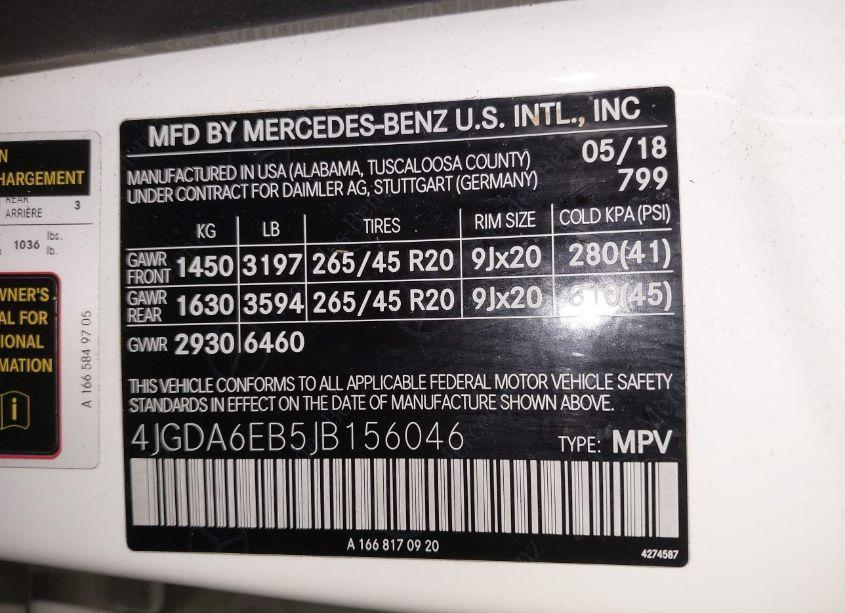 N
HARGEMENT
REAR
ARRIÈRE 3
1036 lbs.
lb.
WNER'S
AL FOR
IONAL
MATION
i
A 166 584 97 05
MFD BY MERCEDES-BENZ U.S. INTL., INC
MANUFACTURED IN USA (ALABAMA, TUSCALOOSA COUNTY) 05/18
UNDER CONTRACT FOR DAIMLER AG, STUTTGART (GERMANY) 799
KG LB TIRES RIM SIZE COLD KPA (PSI)
GAWR FRONT 1450 3197 265/45 R20 9Jx20 280(41)
GAWR REAR 1630 3594 265/45 R20 9Jx20 310(45)
GVWR 2930 6460
THIS VEHICLE CONFORMS TO ALL APPLICABLE FEDERAL MOTOR VEHICLE SAFETY
STANDARDS IN EFFECT ON THE DATE OF MANUFACTURE SHOWN ABOVE.
4JGDA6EB5JB156046 TYPE: MPV
A 166 817 09 20
4274587